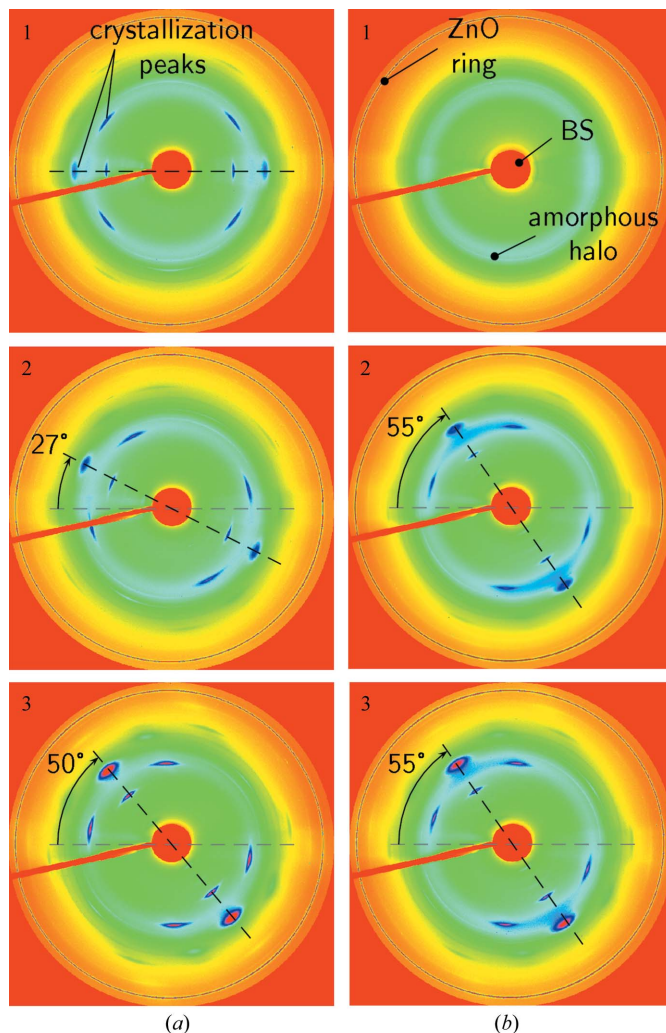 1
crystallization
peaks
1
ZnO
ring
BS
amorphous
halo
2
27°
2
55°
3
50°
3
55°
(a)
(b)